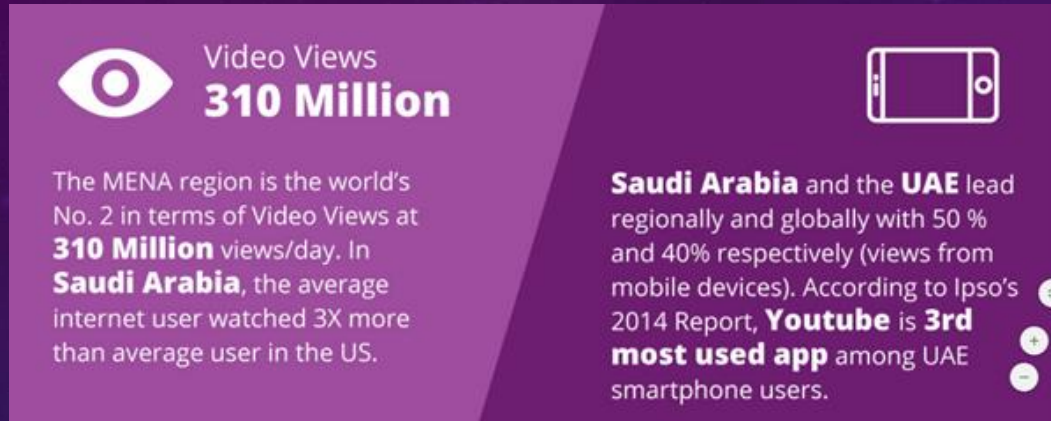 Video Views
310 Million
The MENA region is the world's
No. 2 in terms of Video Views at
310 Million views/day. In
Saudi Arabia, the average
internet user watched 3X more
than average user in the US.
Saudi Arabia and the UAE lead
regionally and globally with 50 %
and 40% respectively (views from
mobile devices). According to Ipso's
2014 Report, Youtube is 3rd
most used app among UAE
smartphone users.